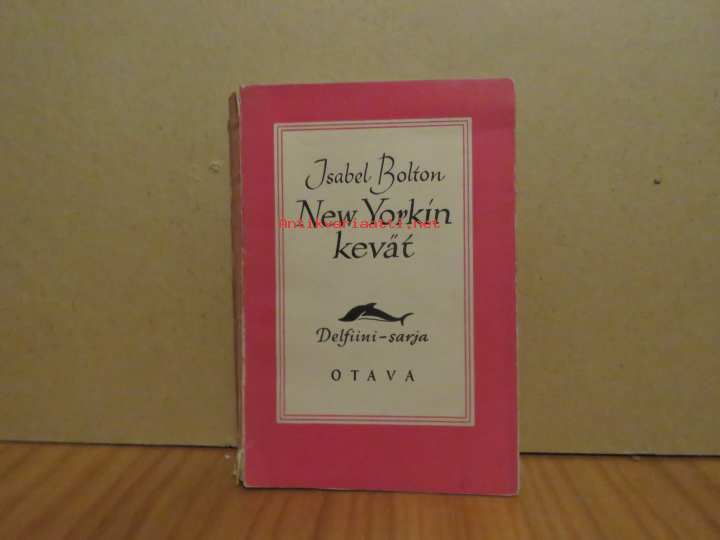 Isabel Bolton
New Yorkin
Antikvariaatti.net
kevät
Delfiini-sarja
OTAVA